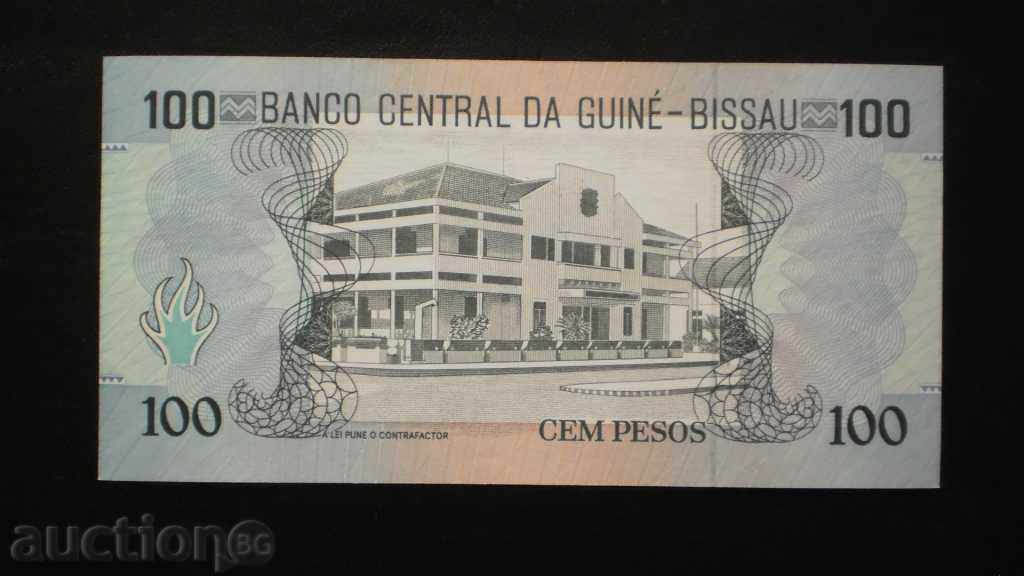 100 BANCO CENTRAL DA GUINÉ-BISSAU 100
100 A LEI PUNE O CONTRAFACTOR CEM PESOS 100
auction BG